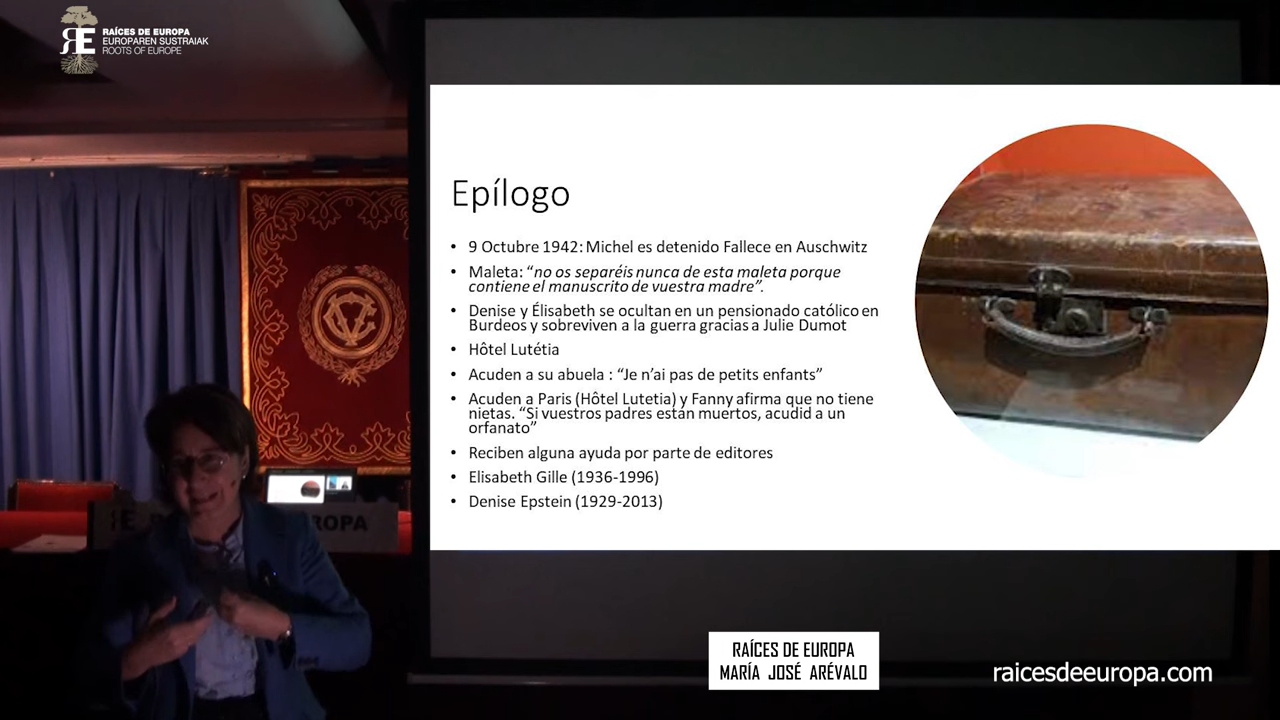 RAÍCES DE EUROPA
EUROPAREN SUSTRAIAK
ROOTS OF EUROPE
Epílogo
• 9 Octubre 1942: Michel es detenido Fallece en Auschwitz
• Maleta: “no os separéis nunca de esta maleta porque
contiene el manuscrito de vuestra madre”.
• Denise y Élisabeth se ocultan en un pensionado católico en
Burdeos y sobreviven a la guerra gracias a Julie Dumot
• Hôtel Lutétia
• Acuden a su abuela : “Je n’ai pas de petits enfants”
• Acuden a Paris (Hôtel Lutetia) y Fanny afirma que no tiene
nietas. “Si vuestros padres están muertos, acudid a un
orfanato”
• Reciben alguna ayuda por parte de editores
• Elisabeth Gille (1936-1996)
• Denise Epstein (1929-2013)
ROPA
RAÍCES DE EUROPA
MARÍA JOSÉ ARÉVALO
raicesdeeuropa.com